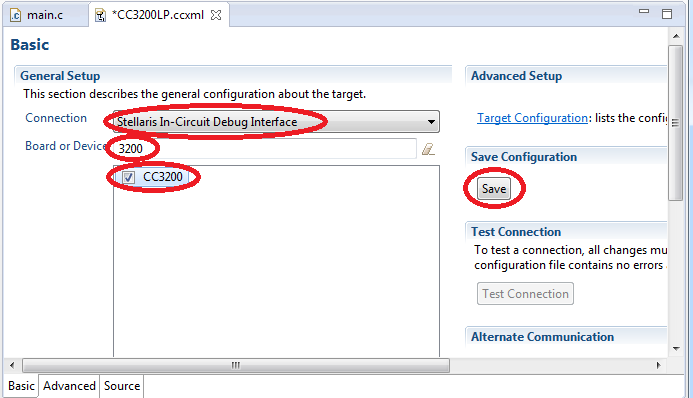 main.c
*CC3200LP.ccxml
Basic
General Setup
This section describes the general configuration about the target.
Connection
Stellaris In-Circuit Debug Interface
Board or Device
3200
CC3200
Advanced Setup
Target Configuration: lists the config
Save Configuration
Save
Test Connection
To test a connection, all changes mu
configuration file contains no errors
Test Connection
Alternate Communication
Basic
Advanced
Source